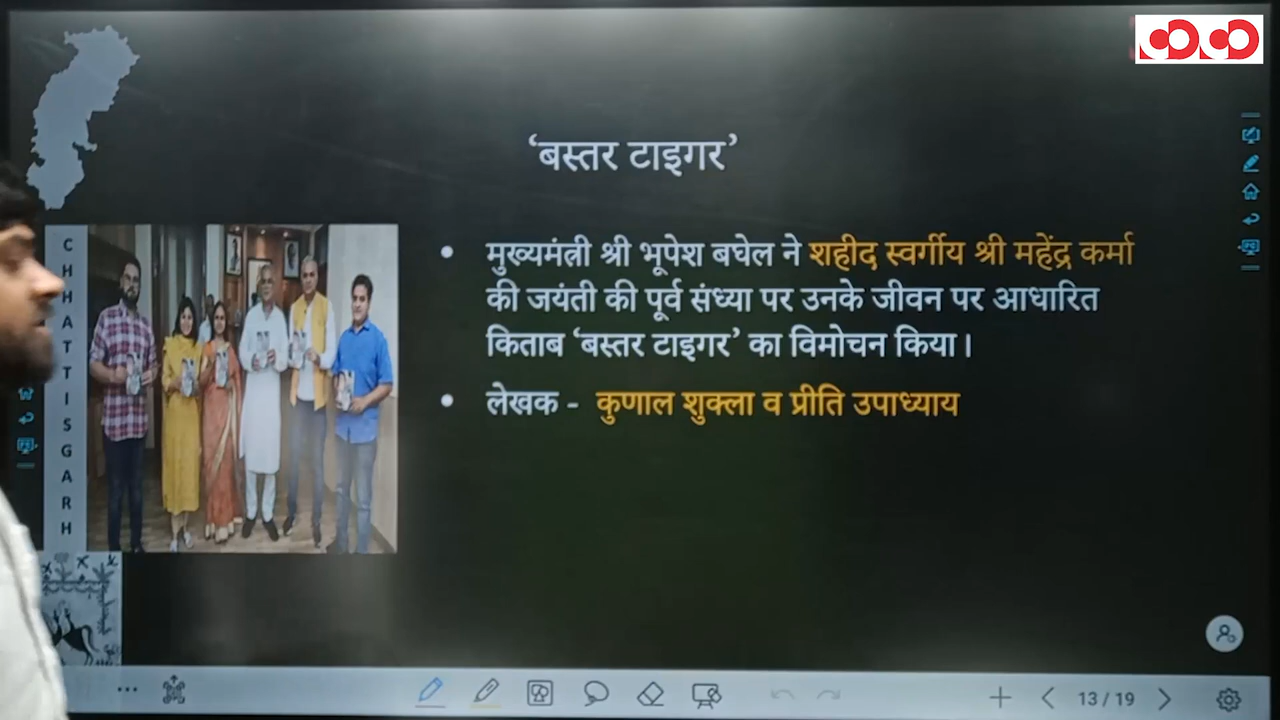 ‘बस्तर टाइगर’
• मुख्यमंत्री श्री भूपेश बघेल ने शहीद स्वर्गीय श्री महेंद्र कर्मा
की जयंती की पूर्व संध्या पर उनके जीवन पर आधारित
किताब ‘बस्तर टाइगर’ का विमोचन किया।
• लेखक - कुणाल शुक्ला व प्रीति उपाध्याय
CHHATTISGARH
13 / 19